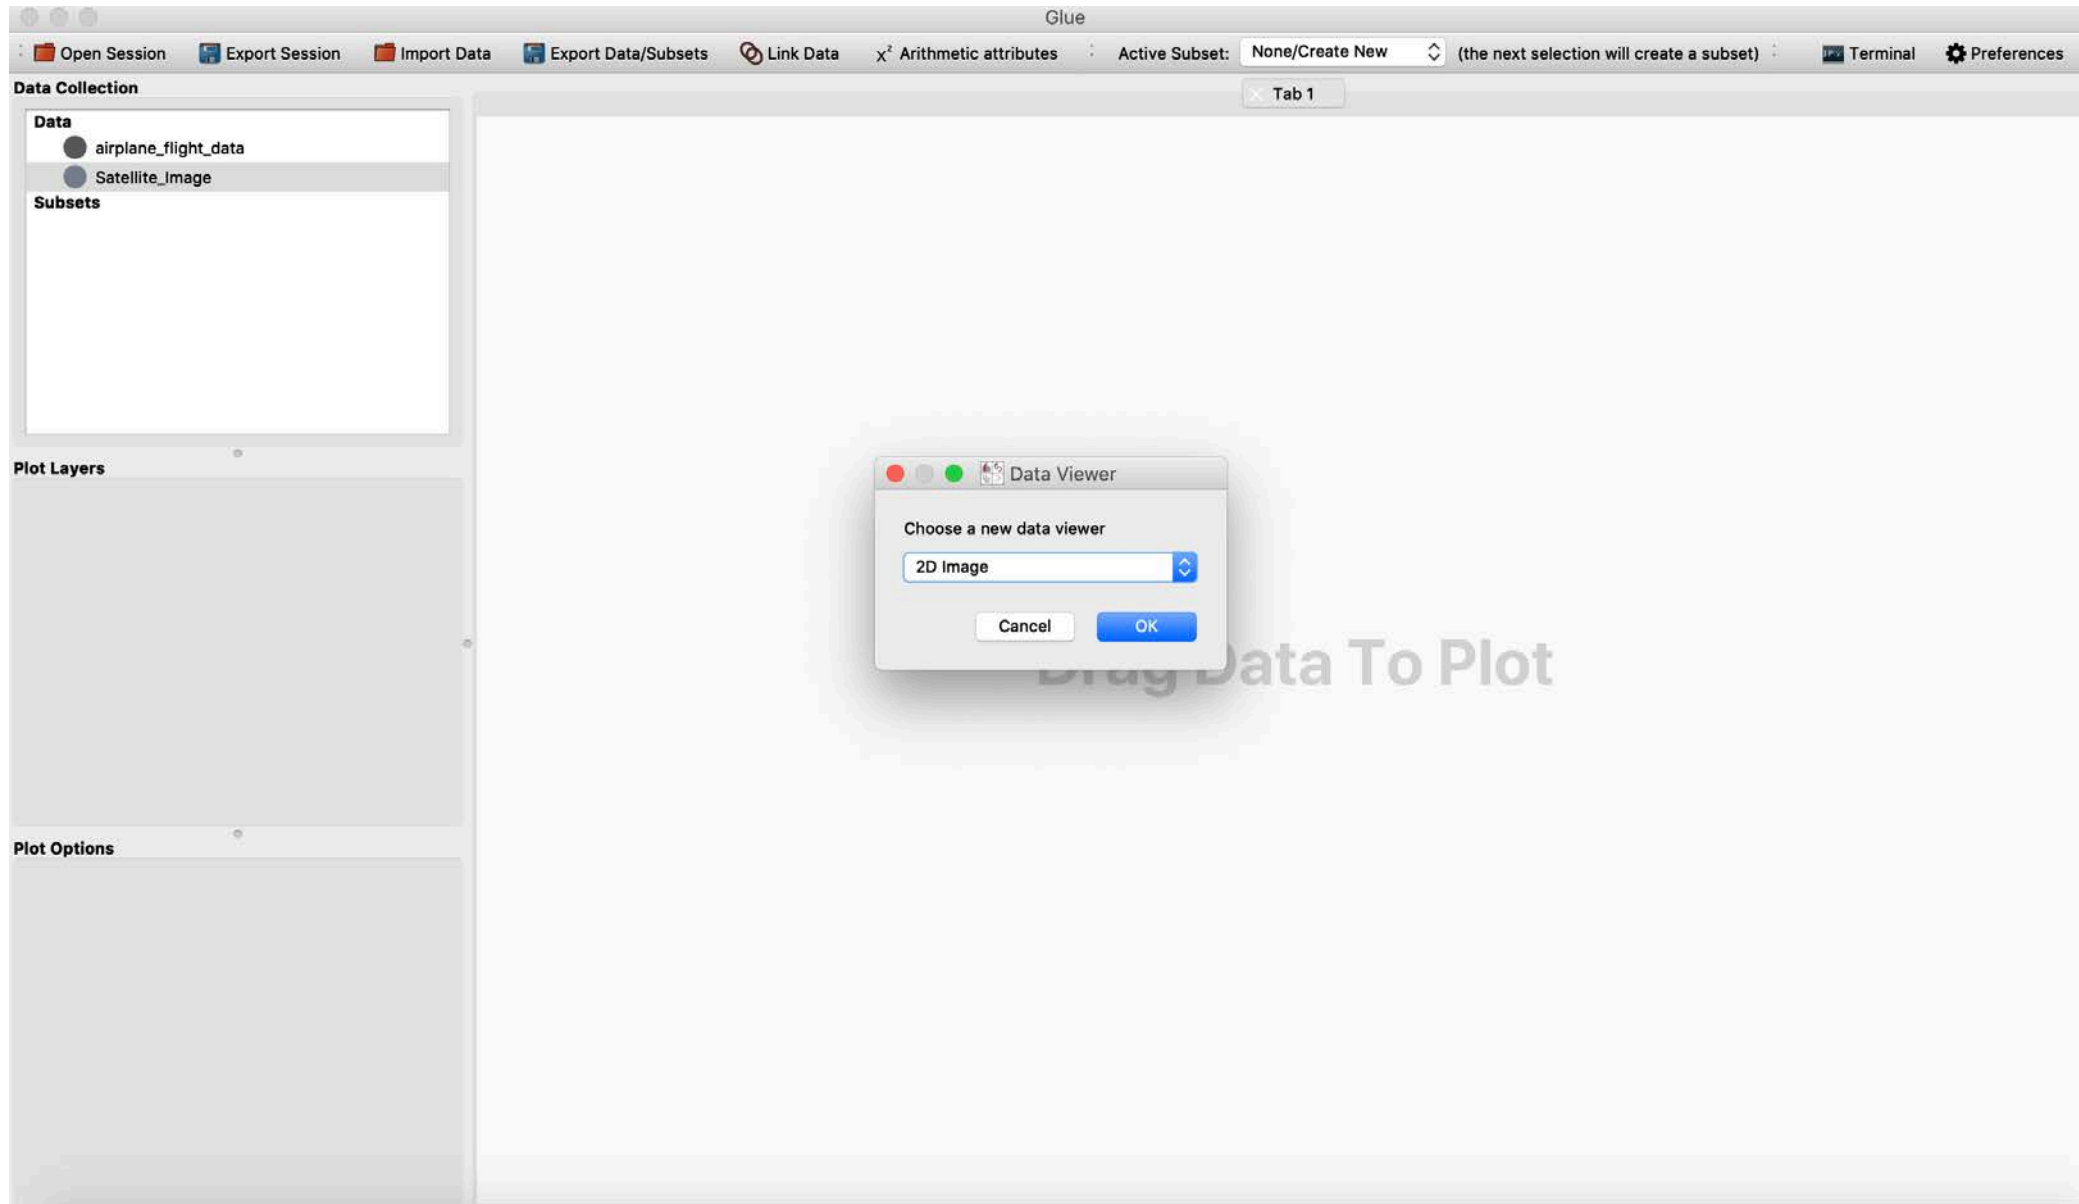 Glue
Open Session Export Session Import Data Export Data/Subsets Link Data x² Arithmetic attributes Active Subset: None/Create New (the next selection will create a subset) Terminal Preferences
Data Collection
Tab 1
Data
airplane_flight_data
Satellite_Image
Subsets
Plot Layers
Data Viewer
Choose a new data viewer
2D Image
Cancel OK
Drag Data To Plot
Plot Options